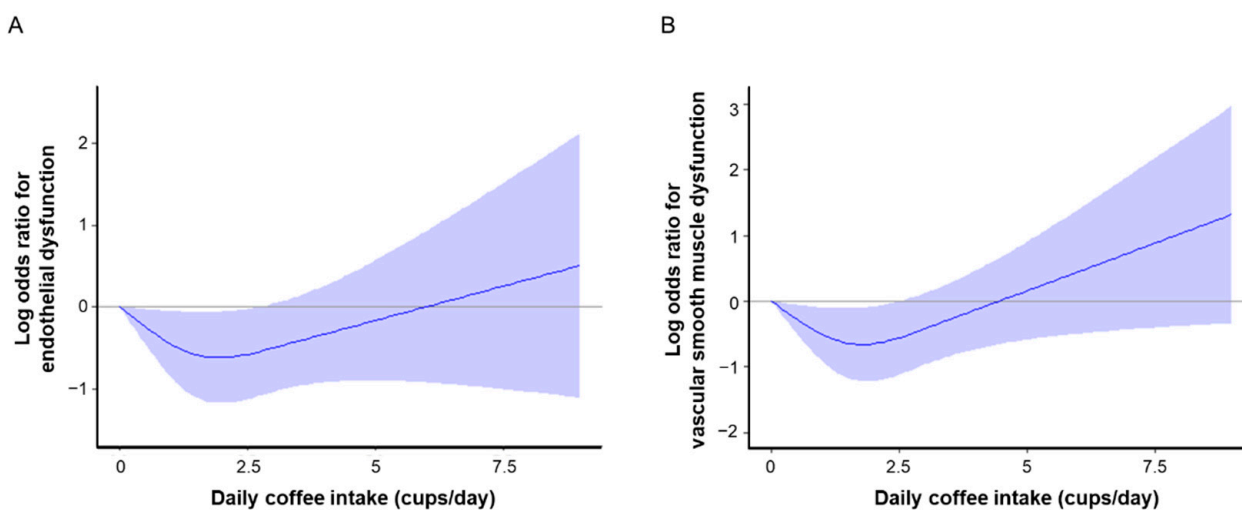 A
Log odds ratio for
endothelial dysfunction
2
1
0
−1
0
2.5
5
7.5
Daily coffee intake (cups/day)
B
Log odds ratio for
vascular smooth muscle dysfunction
3
2
1
0
−1
−2
0
2.5
5
7.5
Daily coffee intake (cups/day)